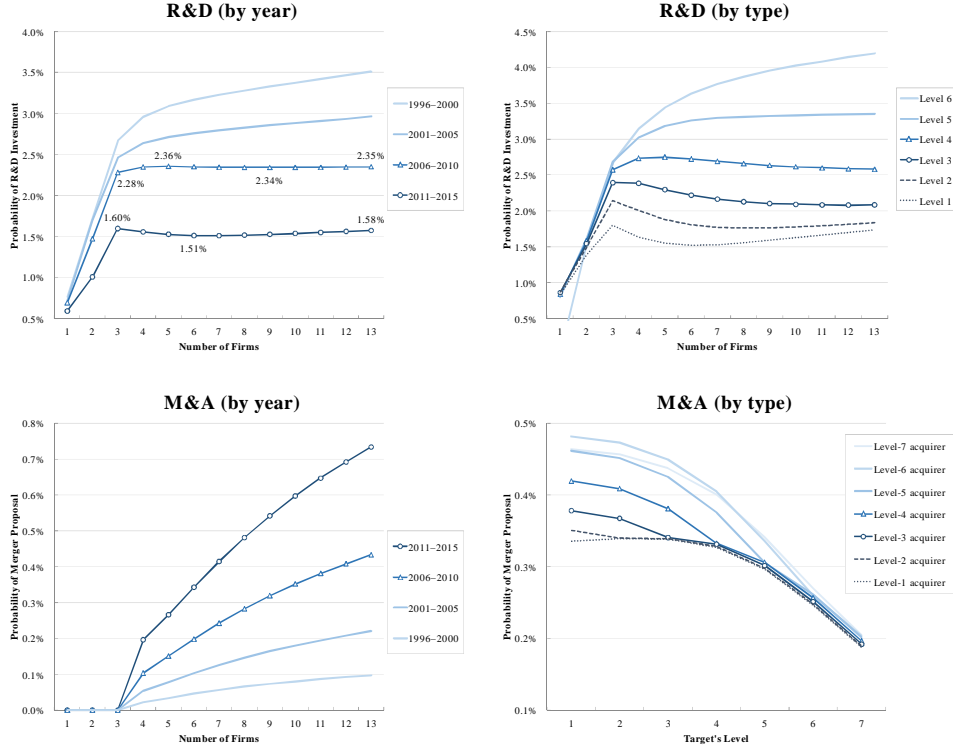 R&D (by year)
Probability of R&D Investment
4.0%
3.5%
3.0%
2.5%
2.0%
1.5%
1.0%
0.5%
2.36%
2.35%
2.28%
2.34%
1.60%
1.58%
1.51%
1 2 3 4 5 6 7 8 9 10 11 12 13
Number of Firms
1996–2000
2001–2005
2006–2010
2011–2015
R&D (by type)
Probability of R&D Investment
4.5%
4.0%
3.5%
3.0%
2.5%
2.0%
1.5%
1.0%
0.5%
1 2 3 4 5 6 7 8 9 10 11 12 13
Number of Firms
Level 6
Level 5
Level 4
Level 3
Level 2
Level 1
M&A (by year)
Probability of Merger Proposal
0.8%
0.7%
0.6%
0.5%
0.4%
0.3%
0.2%
0.1%
0.0%
1 2 3 4 5 6 7 8 9 10 11 12 13
Number of Firms
2011–2015
2006–2010
2001–2005
1996–2000
M&A (by type)
Probability of Merger Proposal
0.5%
0.4%
0.3%
0.2%
0.1%
1 2 3 4 5 6 7
Target's Level
Level-7 acquirer
Level-6 acquirer
Level-5 acquirer
Level-4 acquirer
Level-3 acquirer
Level-2 acquirer
Level-1 acquirer